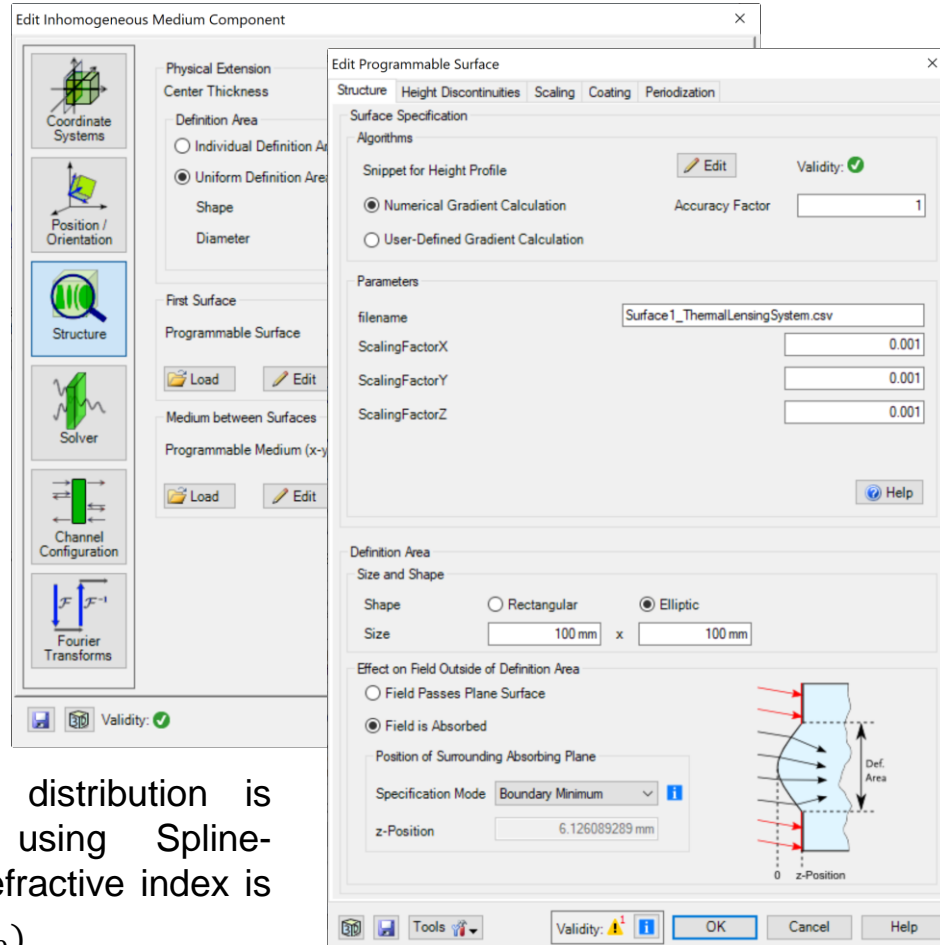 Edit Inhomogeneous Medium Component
Coordinate
Systems
Position /
Orientation
Structure
Solver
Channel
Configuration
Fourier
Transforms
Physical Extension
Center Thickness
Definition Area
Individual Definition Ar
Uniform Definition Area
Shape
Diameter
First Surface
Programmable Surface
Load
Edit
Medium between Surfaces
Programmable Medium (x-y
Load
Edit
Validity:
Edit Programmable Surface
Structure Height Discontinuities Scaling Coating Periodization
Surface Specification
Algorithms
Snippet for Height Profile Edit Validity:
Numerical Gradient Calculation Accuracy Factor 1
User-Defined Gradient Calculation
Parameters
filename Surface1_ThermalLensingSystem.csv
ScalingFactorX 0.001
ScalingFactorY 0.001
ScalingFactorZ 0.001
Help
Definition Area
Size and Shape
Shape Rectangular Elliptic
Size 100 mm x 100 mm
Effect on Field Outside of Definition Area
Field Passes Plane Surface
Field is Absorbed
Position of Surrounding Absorbing Plane
Specification Mode Boundary Minimum
z-Position 6.126089289 mm
Def.
Area
0 z-Position
Tools Validity: 1 OK Cancel Help
distribution is
using Spline-
efractive index is